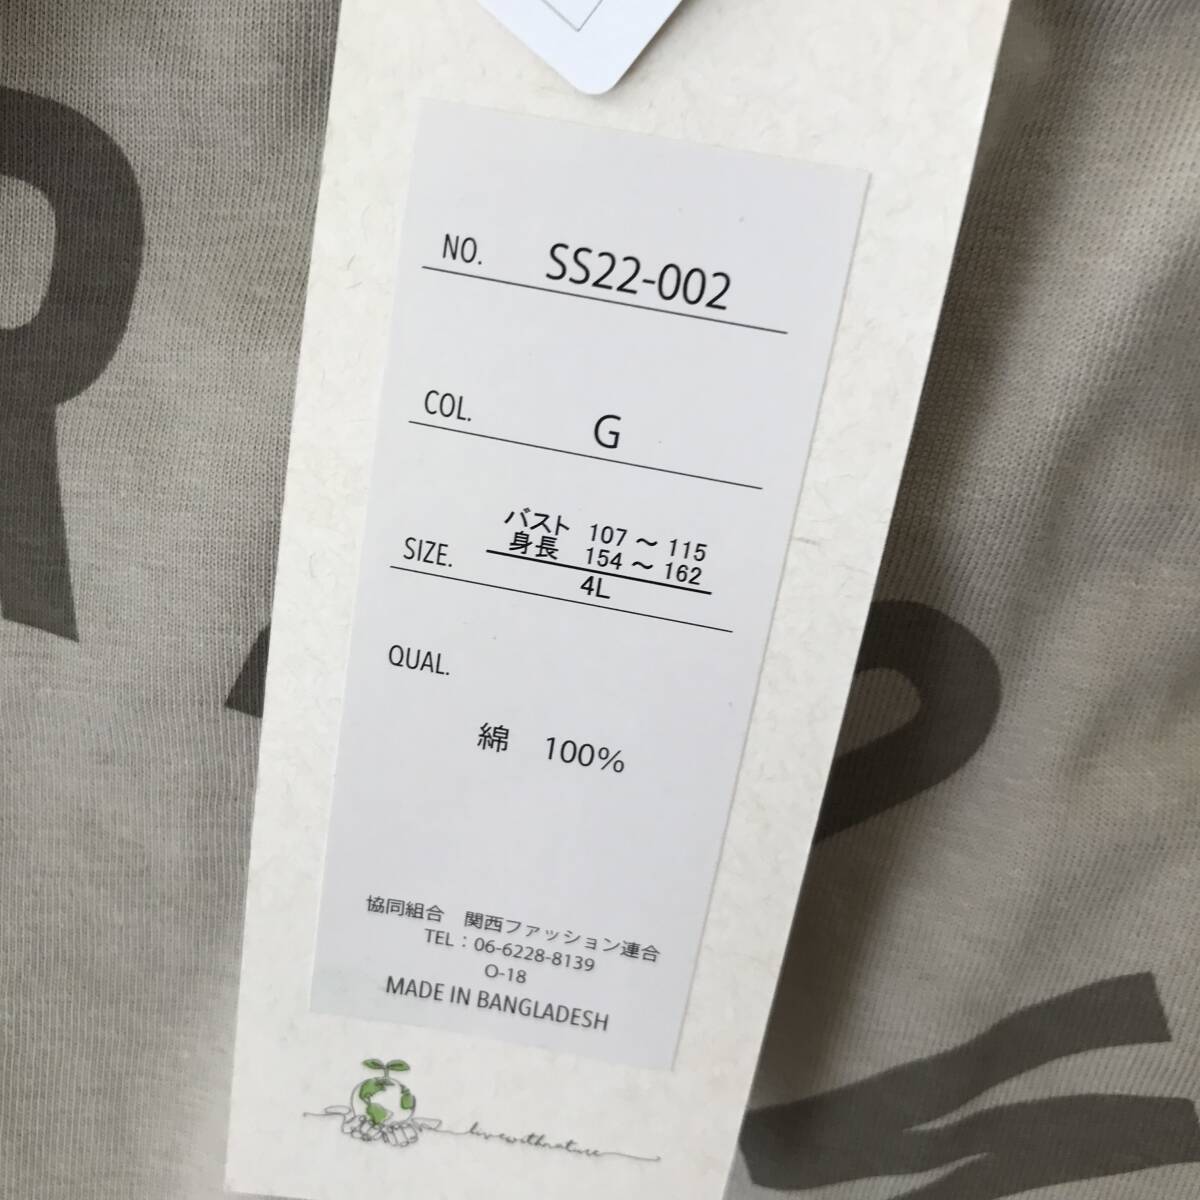 NO. SS22-002
COL. G
バスト 107 ～ 115
SIZE. 身長 154 ～ 162
4L
QUAL.
綿 100%
協同組合 関西ファッション連合
TEL：06-6228-8139
O-18
MADE IN BANGLADESH
livewithnature